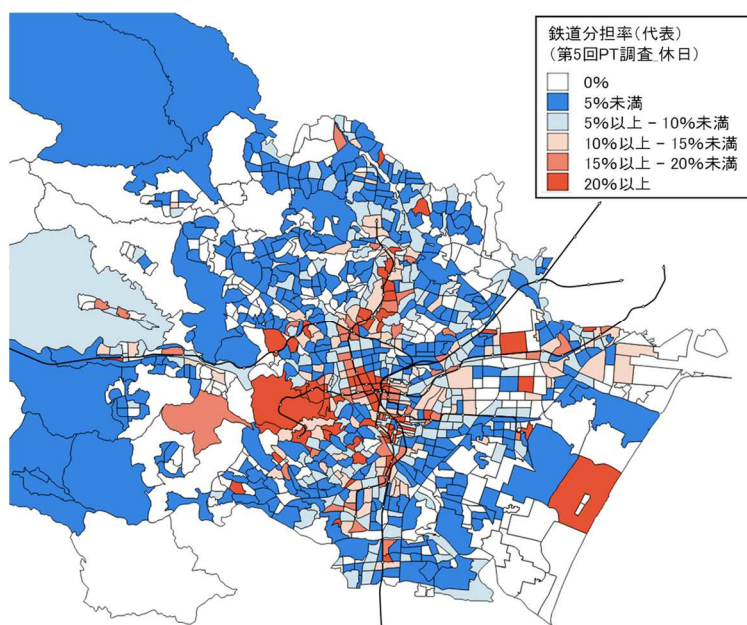 鉄道分担率(代表)
(第5回PT調査_休日)
0%
5%未満
5%以上 - 10%未満
10%以上 - 15%未満
15%以上 - 20%未満
20%以上